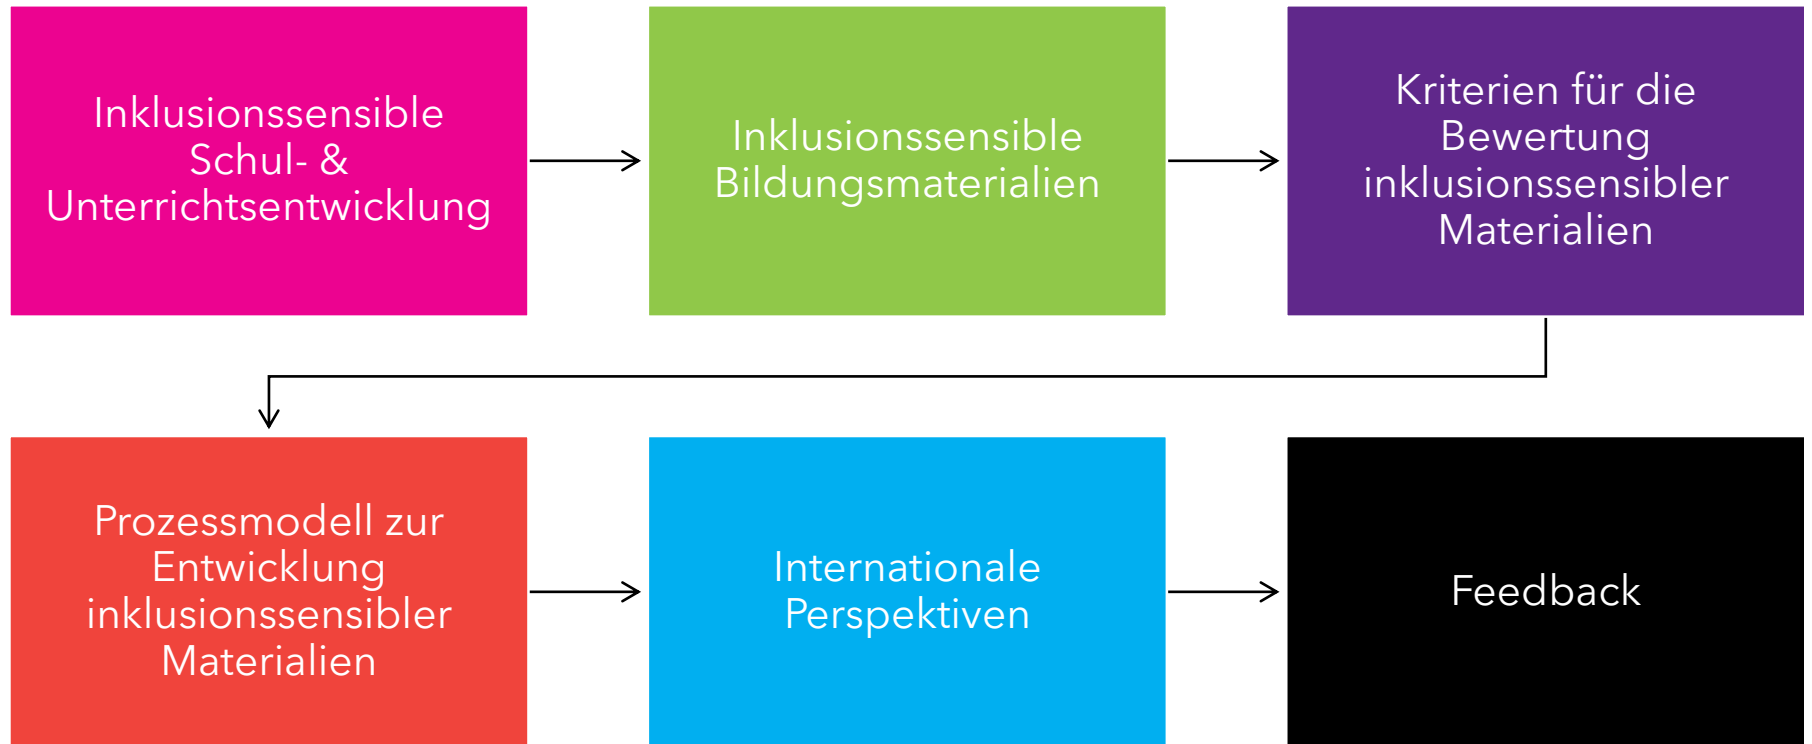 Inklusionssensible
Schul- &
Unterrichtsentwicklung
Inklusionssensible
Bildungsmaterialien
Kriterien für die
Bewertung
inklusionssensibler
Materialien
Prozessmodell zur
Entwicklung
inklusionssensibler
Materialien
Internationale
Perspektiven
Feedback